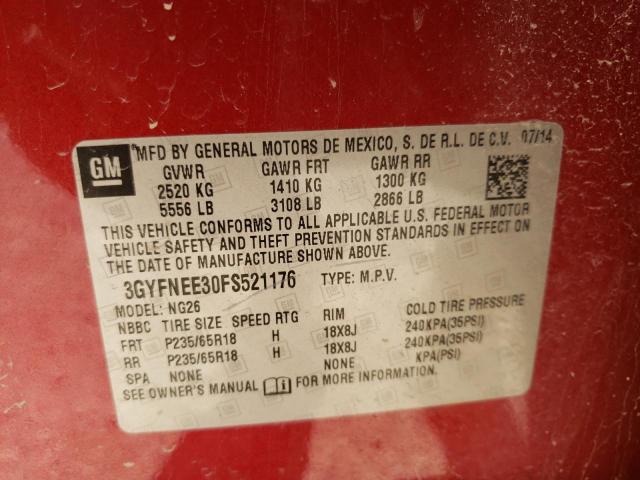 GM
MFD BY GENERAL MOTORS DE MEXICO, S. DE R.L. DE C.V. 07/14
GVWR GAWR FRT GAWR RR
2520 KG 1410 KG 1300 KG
5556 LB 3108 LB 2866 LB
THIS VEHICLE CONFORMS TO ALL APPLICABLE U.S. FEDERAL MOTOR
VEHICLE SAFETY AND THEFT PREVENTION STANDARDS IN EFFECT ON
THE DATE OF MANUFACTURE SHOWN ABOVE.
3GYFNEE30FS521176 TYPE: M.P.V.
MODEL: NG26
NBBC TIRE SIZE SPEED RTG RIM COLD TIRE PRESSURE
FRT P235/65R18 H 18X8J 240KPA(35PSI)
RR P235/65R18 H 18X8J 240KPA(35PSI)
SPA NONE NONE KPA(PSI)
SEE OWNER'S MANUAL FOR MORE INFORMATION.